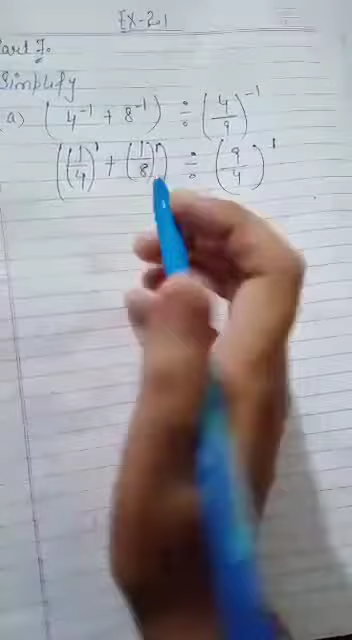 Ex-2.1
Part J.
Simplify
(a) (4⁻¹ + 8⁻¹) ÷ (4/9)⁻¹
((1/4)¹ + (1/8)¹) ÷ (9/4)¹